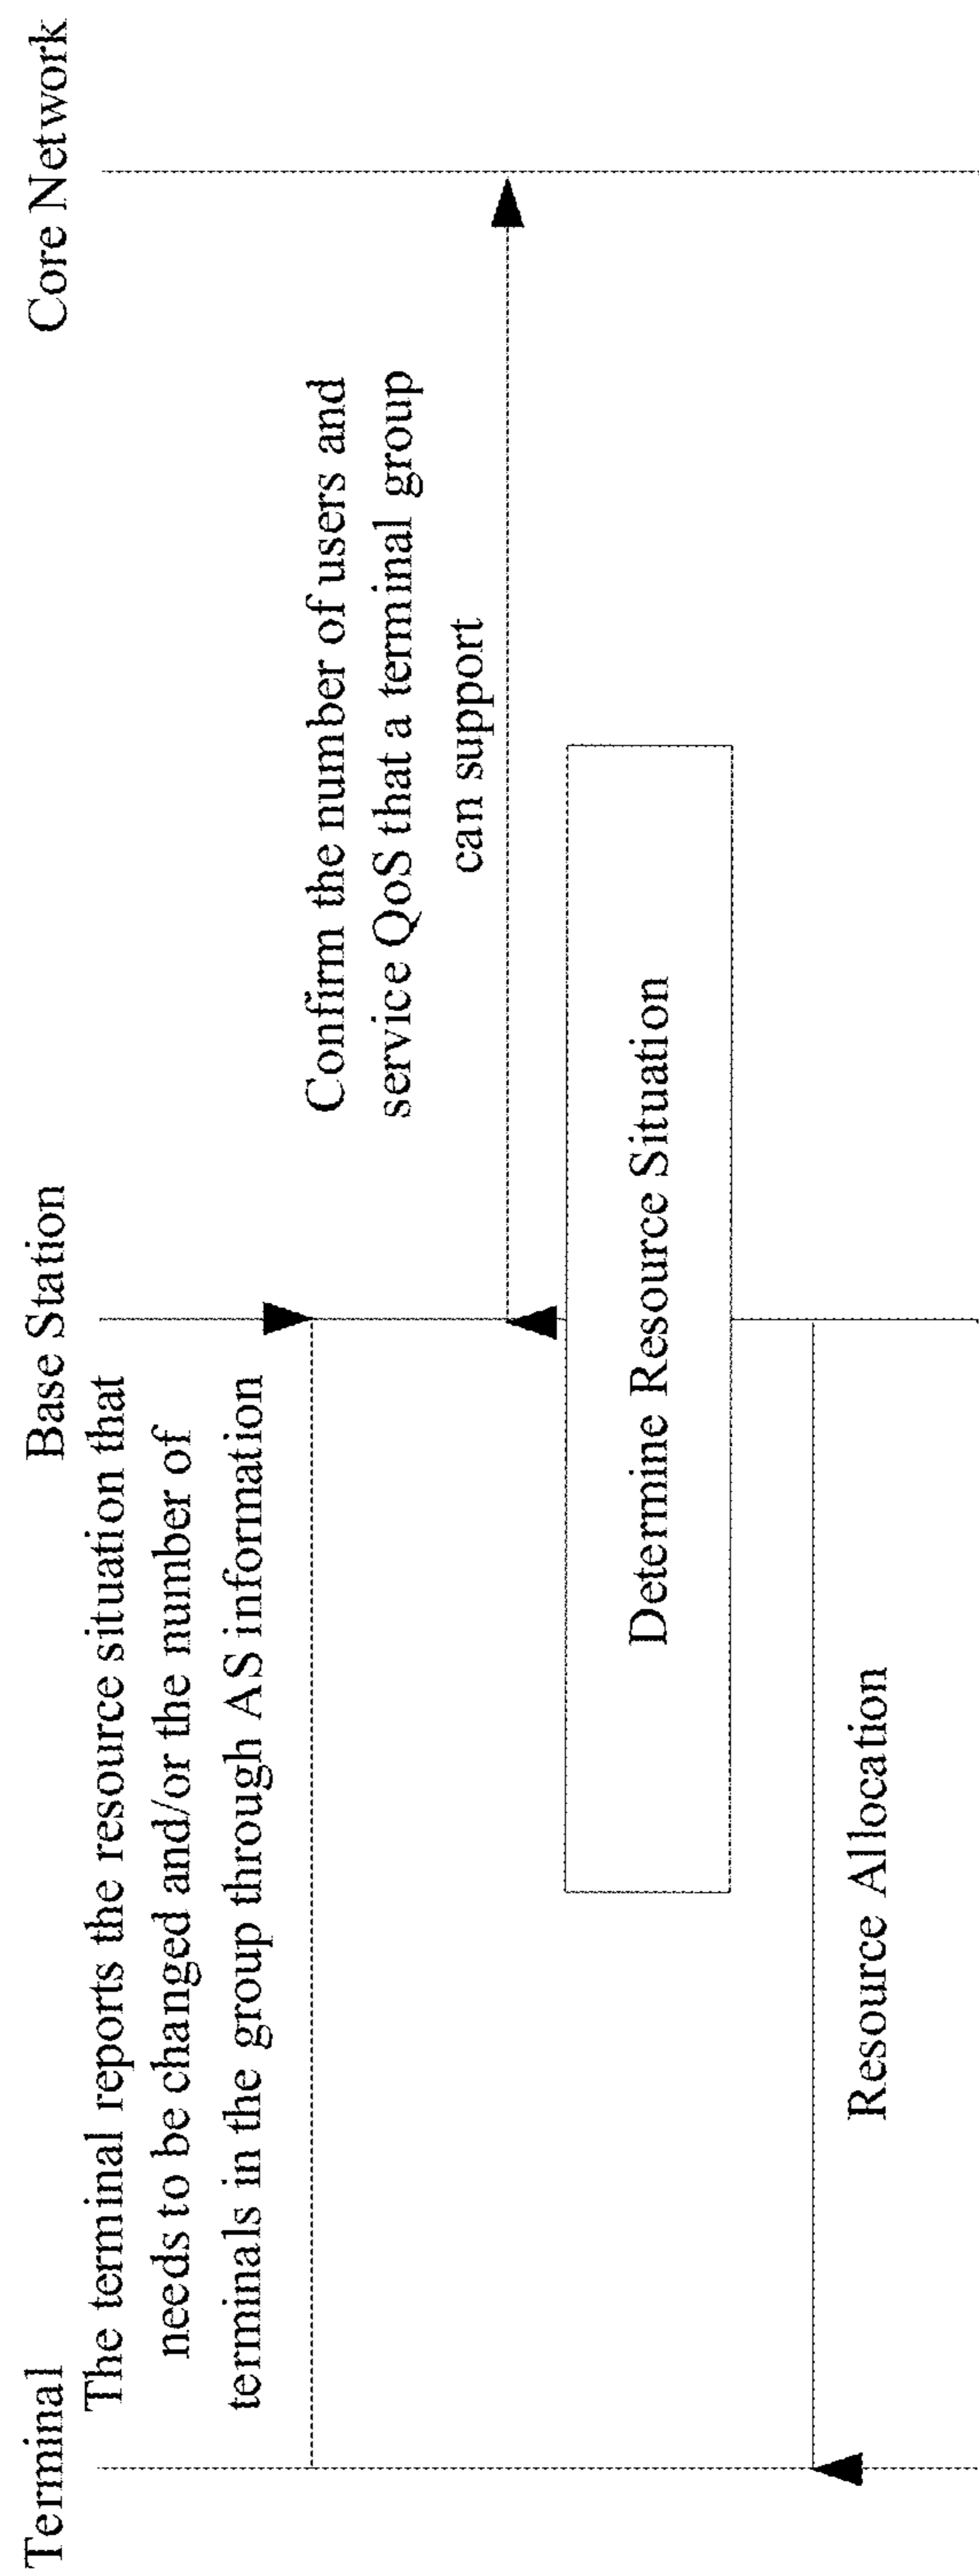 Terminal
Base Station
Core Network
The terminal reports the resource situation that
needs to be changed and/or the number of
terminals in the group through AS information
Confirm the number of users and
service QoS that a terminal group
can support
Determine Resource Situation
Resource Allocation